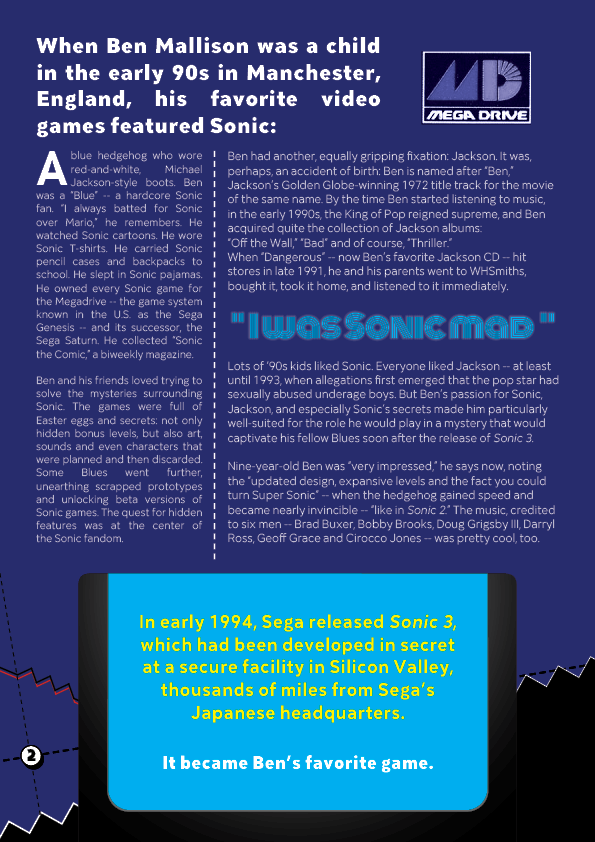 When Ben Mallison was a child
in the early 90s in Manchester,
England, his favorite video
games featured Sonic:
MD
MEGA DRIVE
A blue hedgehog who wore
red-and-white, Michael
Jackson-style boots. Ben
was a "Blue" -- a hardcore Sonic
fan. "I always batted for Sonic
over Mario," he remembers. He
watched Sonic cartoons. He wore
Sonic T-shirts. He carried Sonic
pencil cases and backpacks to
school. He slept in Sonic pajamas.
He owned every Sonic game for
the Megadrive -- the game system
known in the U.S. as the Sega
Genesis -- and its successor, the
Sega Saturn. He collected "Sonic
the Comic," a biweekly magazine.
Ben and his friends loved trying to
solve the mysteries surrounding
Sonic. The games were full of
Easter eggs and secrets: not only
hidden bonus levels, but also art,
sounds and even characters that
were planned and then discarded.
Some Blues went further,
unearthing scrapped prototypes
and unlocking beta versions of
Sonic games. The quest for hidden
features was at the center of
the Sonic fandom.
Ben had another, equally gripping fixation: Jackson. It was,
perhaps, an accident of birth: Ben is named after "Ben,"
Jackson's Golden Globe-winning 1972 title track for the movie
of the same name. By the time Ben started listening to music,
in the early 1990s, the King of Pop reigned supreme, and Ben
acquired quite the collection of Jackson albums:
"Off the Wall," "Bad" and of course, "Thriller."
When "Dangerous" -- now Ben's favorite Jackson CD -- hit
stores in late 1991, he and his parents went to WHSmiths,
bought it, took it home, and listened to it immediately.
"I was Sonic mad"
Lots of '90s kids liked Sonic. Everyone liked Jackson -- at least
until 1993, when allegations first emerged that the pop star had
sexually abused underage boys. But Ben's passion for Sonic,
Jackson, and especially Sonic's secrets made him particularly
well-suited for the role he would play in a mystery that would
captivate his fellow Blues soon after the release of Sonic 3.
Nine-year-old Ben was "very impressed," he says now, noting
the "updated design, expansive levels and the fact you could
turn Super Sonic" -- when the hedgehog gained speed and
became nearly invincible -- "like in Sonic 2." The music, credited
to six men -- Brad Buxer, Bobby Brooks, Doug Grigsby III, Darryl
Ross, Geoff Grace and Cirocco Jones -- was pretty cool, too.
In early 1994, Sega released Sonic 3,
which had been developed in secret
at a secure facility in Silicon Valley,
thousands of miles from Sega's
Japanese headquarters.
It became Ben's favorite game.
2